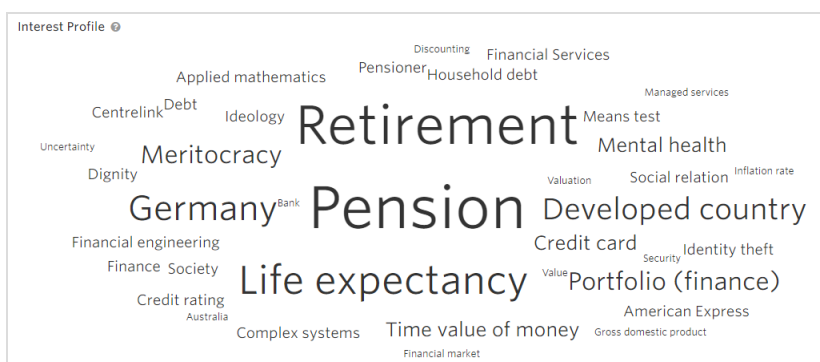 Interest Profile
Discounting
Financial Services
Pensioner
Household debt
Applied mathematics
Managed services
Centrelink
Debt
Ideology
Retirement
Means test
Mental health
Uncertainty
Meritocracy
Dignity
Valuation
Social relation
Inflation rate
Germany
Bank
Pension
Developed country
Financial engineering
Credit card
Security
Identity theft
Finance
Society
Life expectancy
Value
Portfolio (finance)
Credit rating
Australia
American Express
Complex systems
Time value of money
Gross domestic product
Financial market